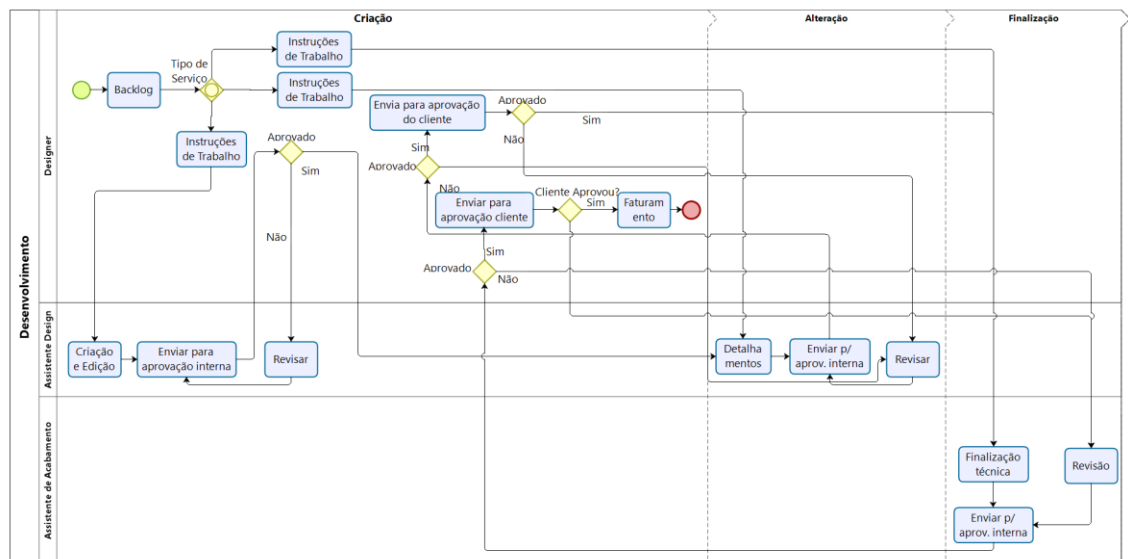 Criação
Alteração
Finalização
Desenvolvimento
Designer
Assistente Design
Assistente de Acabamento
Backlog
Tipo de
Serviço
Instruções
de Trabalho
Instruções
de Trabalho
Instruções
de Trabalho
Aprovado
Sim
Não
Envia para aprovação
do cliente
Aprovado
Sim
Não
Sim
Aprovado
Não
Enviar para
aprovação cliente
Cliente Aprovou?
Sim
Faturam
ento
Sim
Aprovado
Não
Criação
e Edição
Enviar para
aprovação interna
Revisar
Detalha
mentos
Enviar p/
aprov. interna
Revisar
Finalização
técnica
Revisão
Enviar p/
aprov. interna